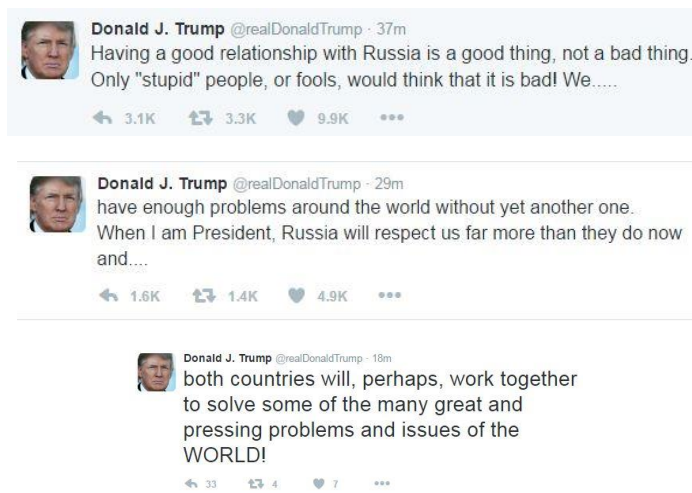 Donald J. Trump @realDonaldTrump · 37m
Having a good relationship with Russia is a good thing, not a bad thing.
Only "stupid" people, or fools, would think that it is bad! We.....
3.1K 3.3K 9.9K
Donald J. Trump @realDonaldTrump · 29m
have enough problems around the world without yet another one.
When I am President, Russia will respect us far more than they do now
and....
1.6K 1.4K 4.9K
Donald J. Trump @realDonaldTrump · 18m
both countries will, perhaps, work together
to solve some of the many great and
pressing problems and issues of the
WORLD!
33 4 7